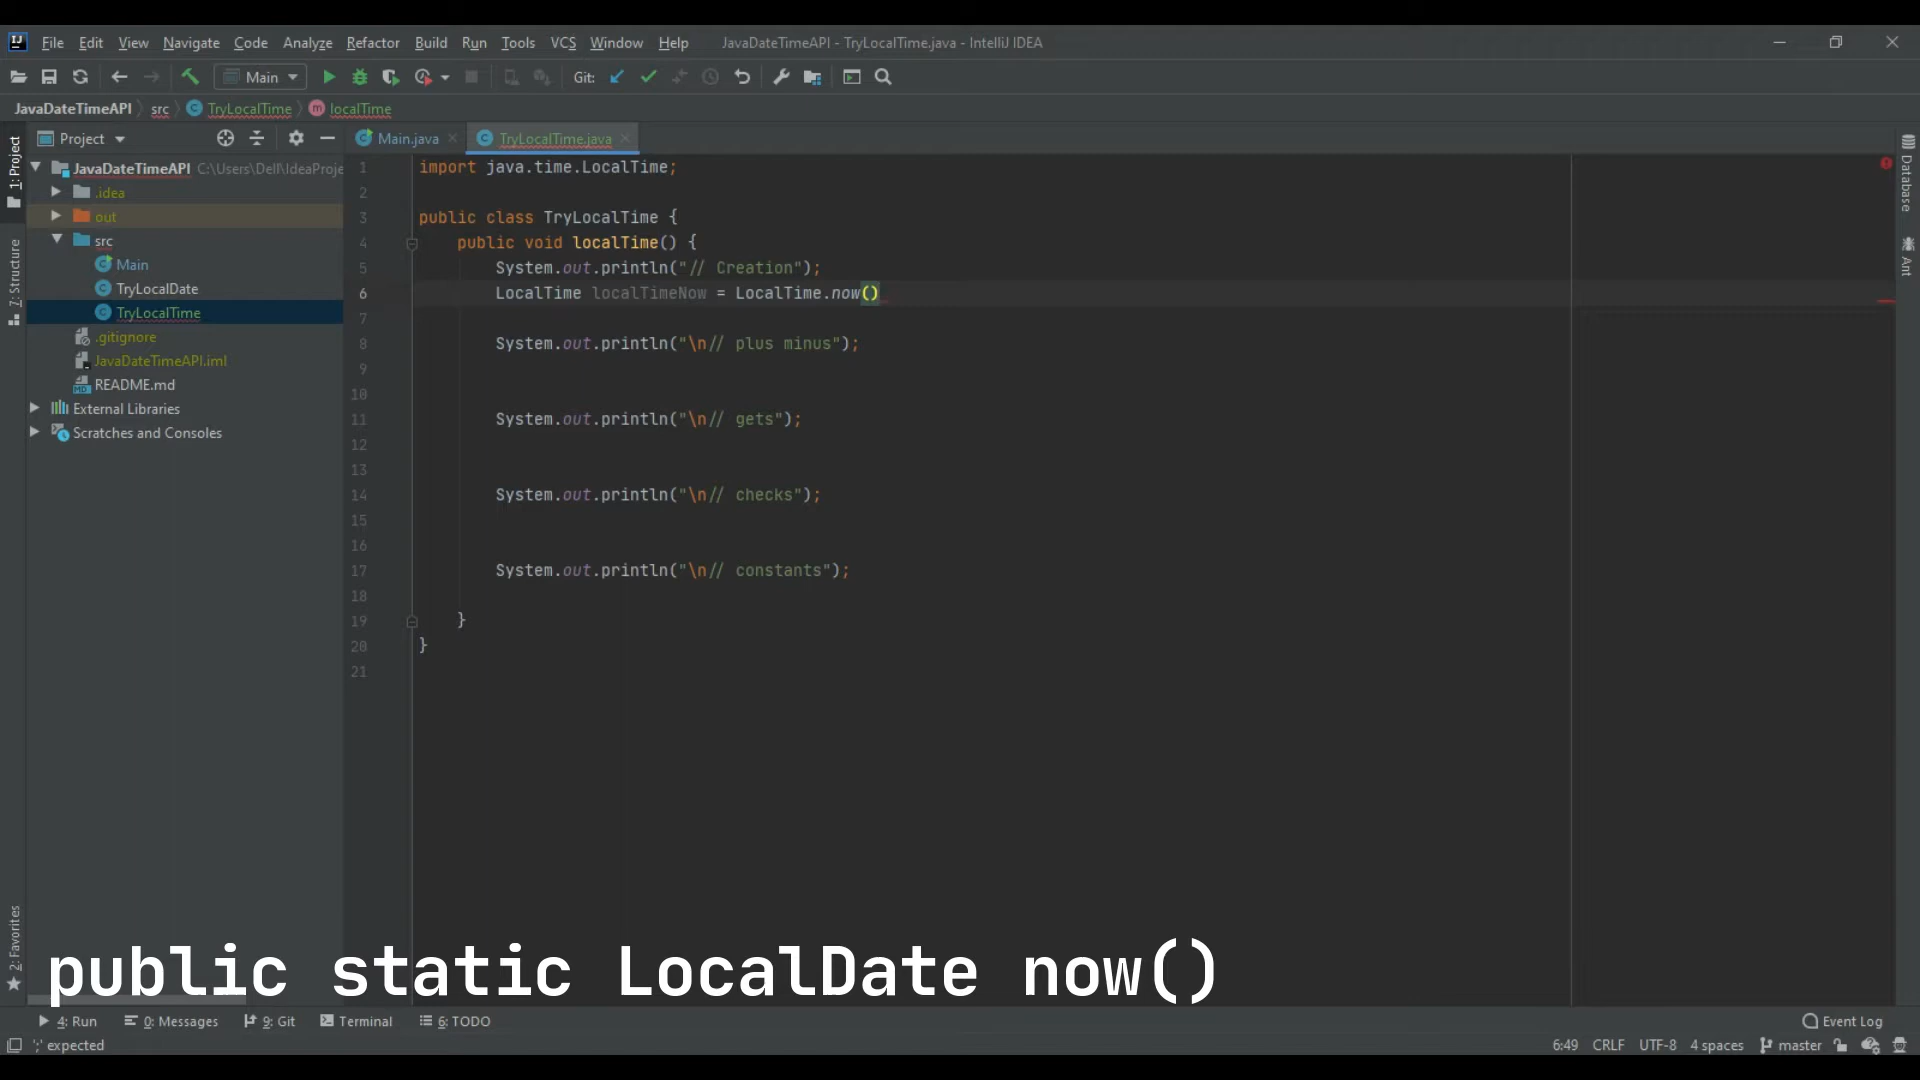 File Edit View Navigate Code Analyze Refactor Build Run Tools VCS Window Help JavaDateTimeAPI - TryLocalTime.java - IntelliJ IDEA
Main Git:
JavaDateTimeAPI src TryLocalTime localTime
Project Main.java TryLocalTime.java
JavaDateTimeAPI C:\Users\Dell\IdeaProje
.idea
out
src
Main
TryLocalDate
TryLocalTime
.gitignore
JavaDateTimeAPI.iml
README.md
External Libraries
Scratches and Consoles
1: Project
7: Structure
2: Favorites
1 import java.time.LocalTime;
2
3 public class TryLocalTime {
4 public void localTime() {
5 System.out.println("// Creation");
6 LocalTime localTimeNow = LocalTime.now()
7
8 System.out.println("\n// plus minus");
9
10
11 System.out.println("\n// gets");
12
13
14 System.out.println("\n// checks");
15
16
17 System.out.println("\n// constants");
18
19 }
20 }
21
Database
Ant
public static LocalDate now()
4: Run 0: Messages 9: Git Terminal 6: TODO Event Log
';' expected 6:49 CRLF UTF-8 4 spaces master